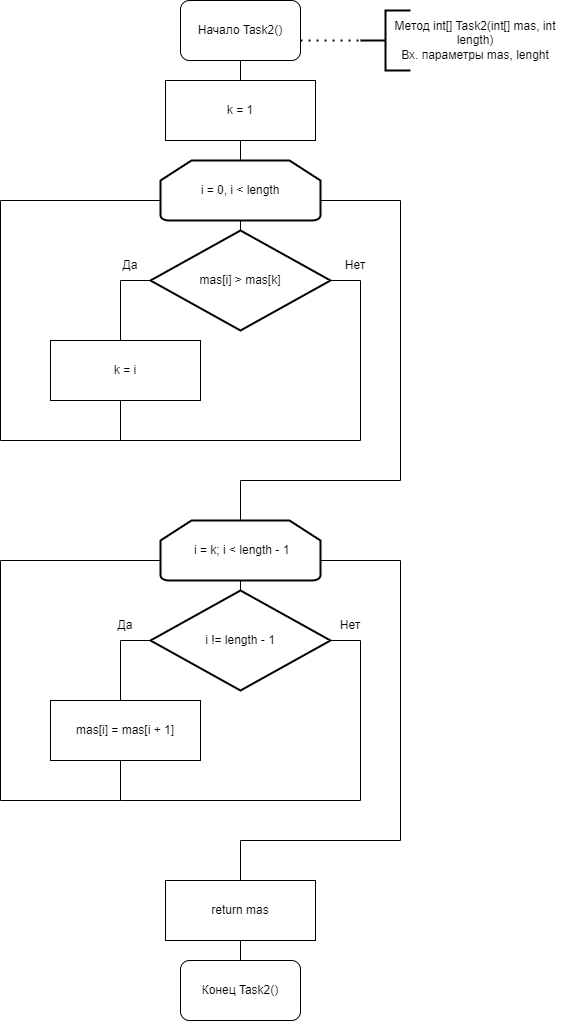 Начало Task2()
Метод int[] Task2(int[] mas, int
length)
Вх. параметры mas, lenght
k = 1
i = 0, i < length
Да
Нет
mas[i] > mas[k]
k = i
i = k; i < length - 1
Да
Нет
i != length - 1
mas[i] = mas[i + 1]
return mas
Конец Task2()